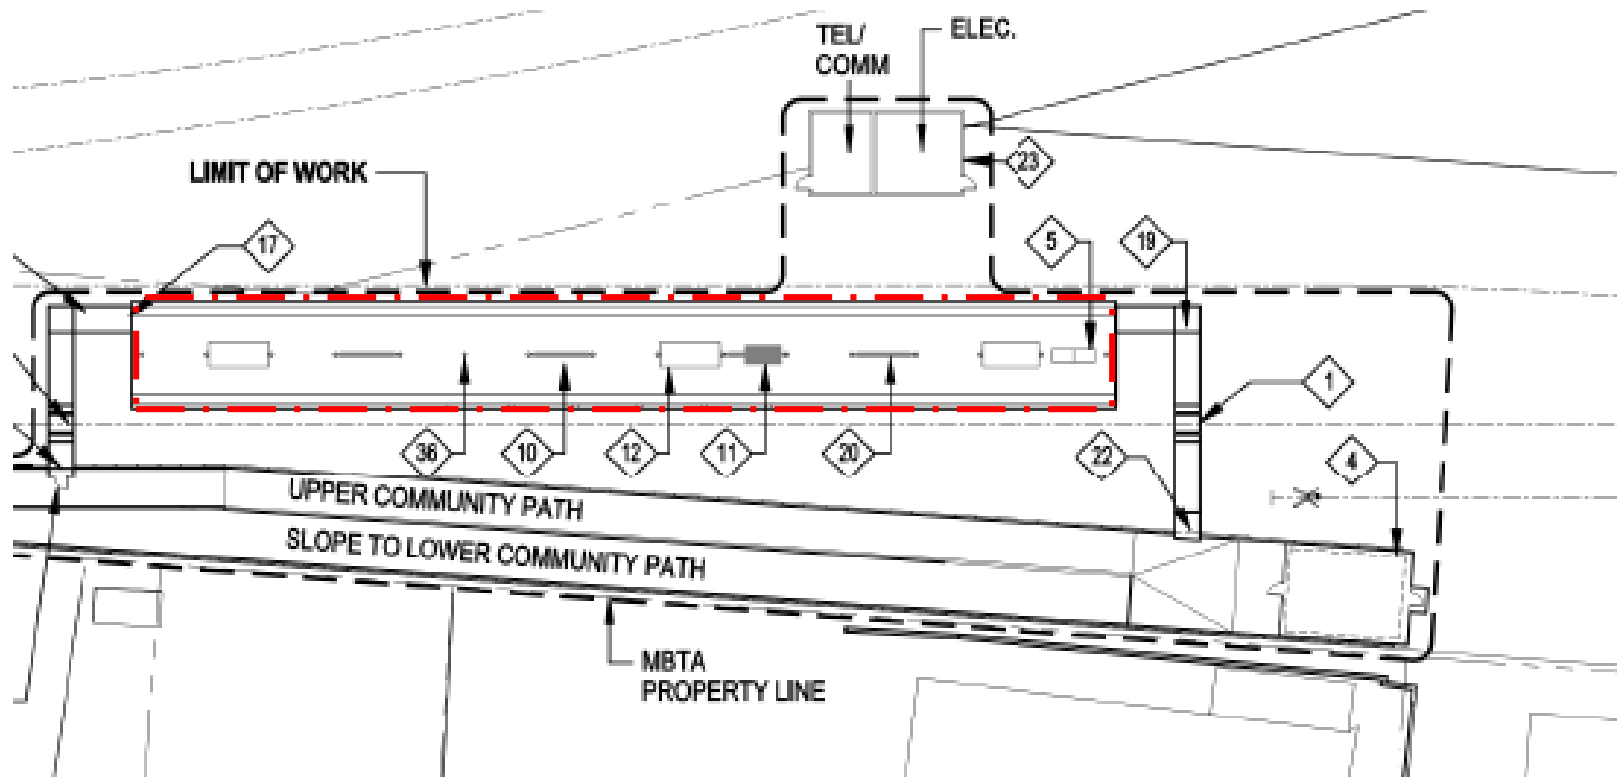 TEL/
COMM
ELEC.
23
LIMIT OF WORK
17
5
19
1
36
10
12
11
20
22
4
UPPER COMMUNITY PATH
SLOPE TO LOWER COMMUNITY PATH
MBTA
PROPERTY LINE